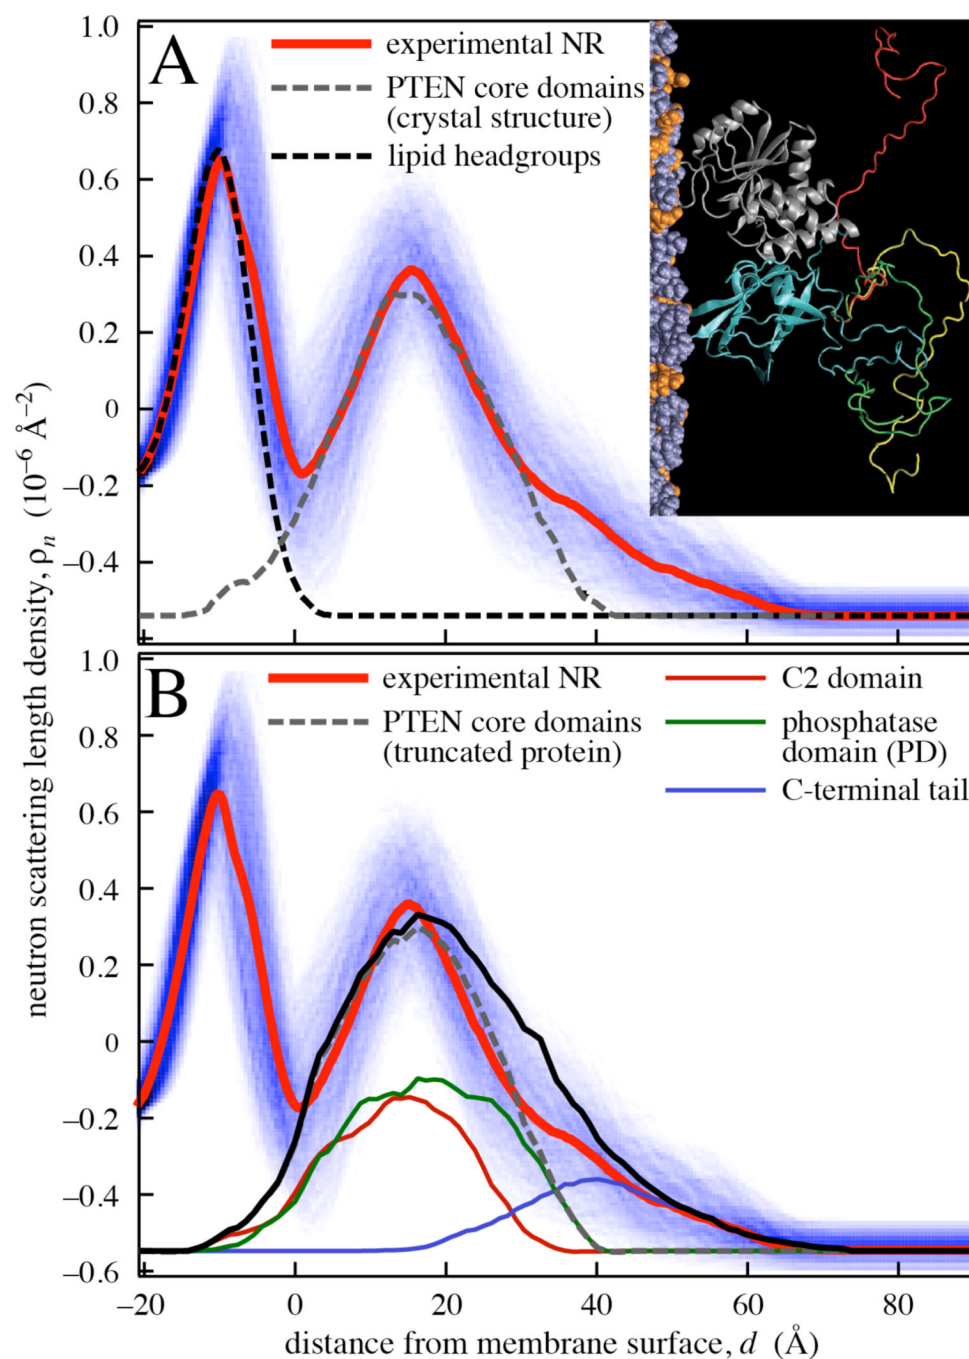 A
experimental NR
PTEN core domains
(crystal structure)
lipid headgroups
1.0
0.8
0.6
0.4
0.2
0
−0.2
−0.4
neutron scattering length density, ρn (10−6 Å−2)
B
experimental NR
PTEN core domains
(truncated protein)
C2 domain
phosphatase
domain (PD)
C-terminal tail
1.0
0.8
0.6
0.4
0.2
0
−0.2
−0.4
−0.6
−20
0
20
40
60
80
distance from membrane surface, d (Å)